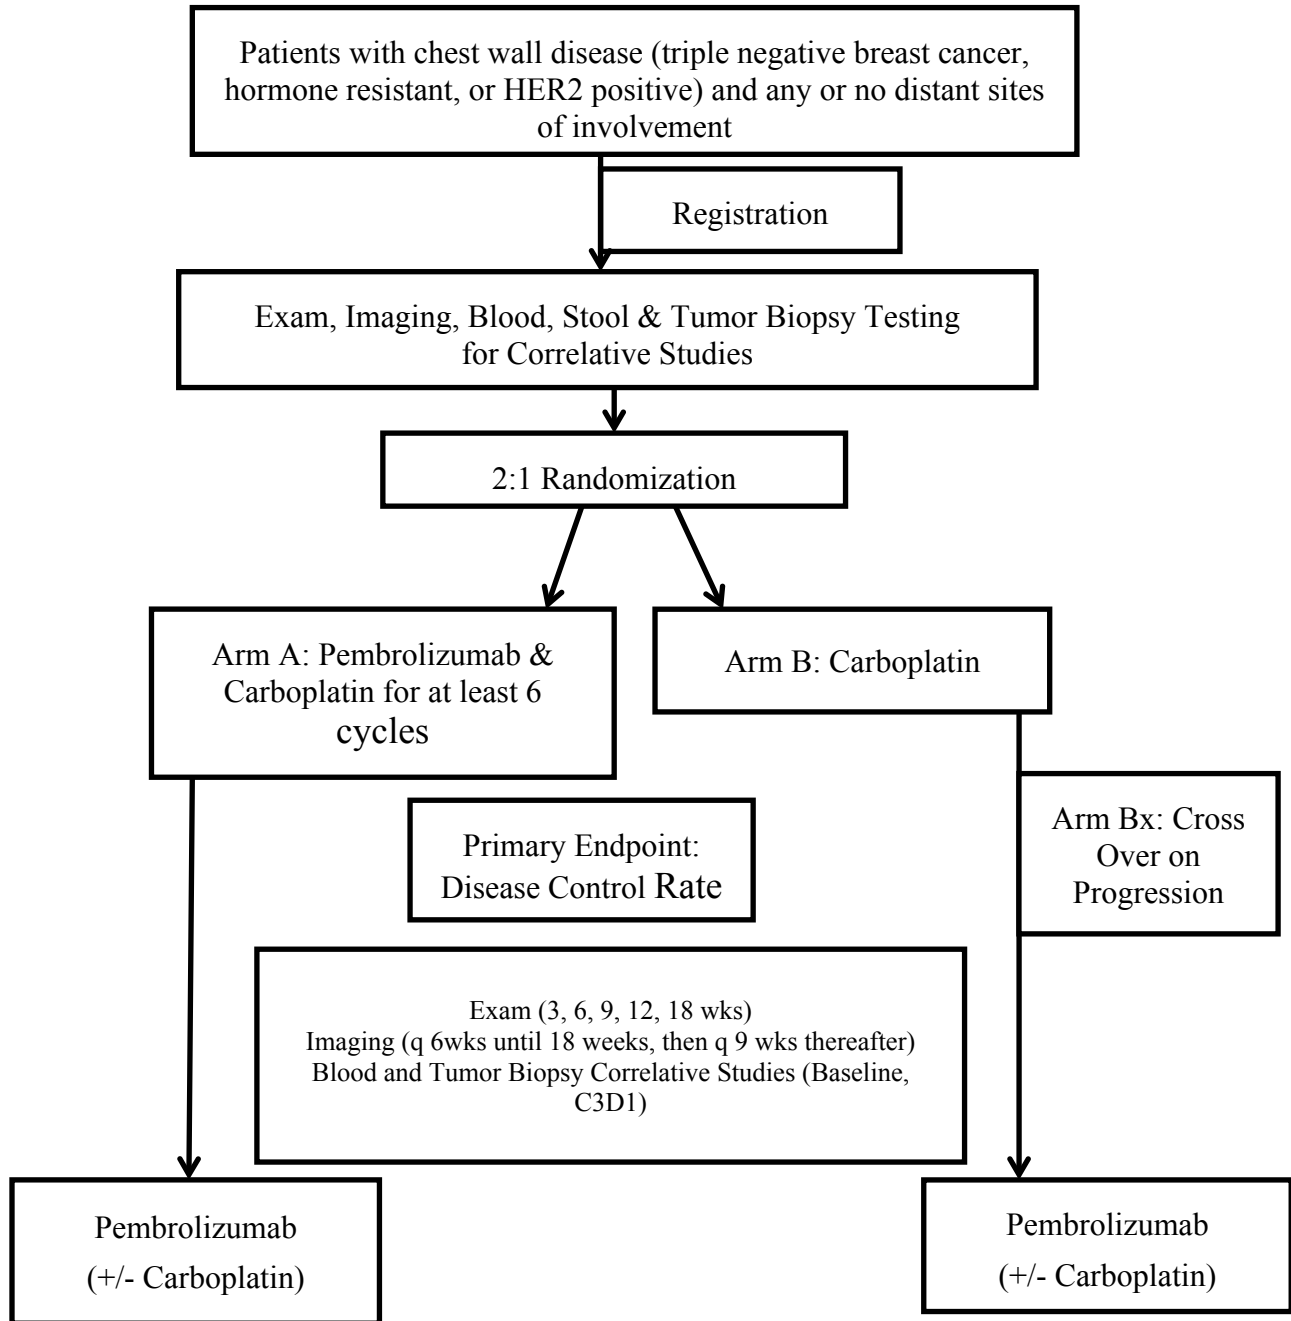 Patients with chest wall disease (triple negative breast cancer,
hormone resistant, or HER2 positive) and any or no distant sites
of involvement
Registration
Exam, Imaging, Blood, Stool & Tumor Biopsy Testing
for Correlative Studies
2:1 Randomization
Arm A: Pembrolizumab &
Carboplatin for at least 6
cycles
Arm B: Carboplatin
Arm Bx: Cross
Over on
Progression
Primary Endpoint:
Disease Control Rate
Exam (3, 6, 9, 12, 18 wks)
Imaging (q 6wks until 18 weeks, then q 9 wks thereafter)
Blood and Tumor Biopsy Correlative Studies (Baseline,
C3D1)
Pembrolizumab
(+/- Carboplatin)
Pembrolizumab
(+/- Carboplatin)